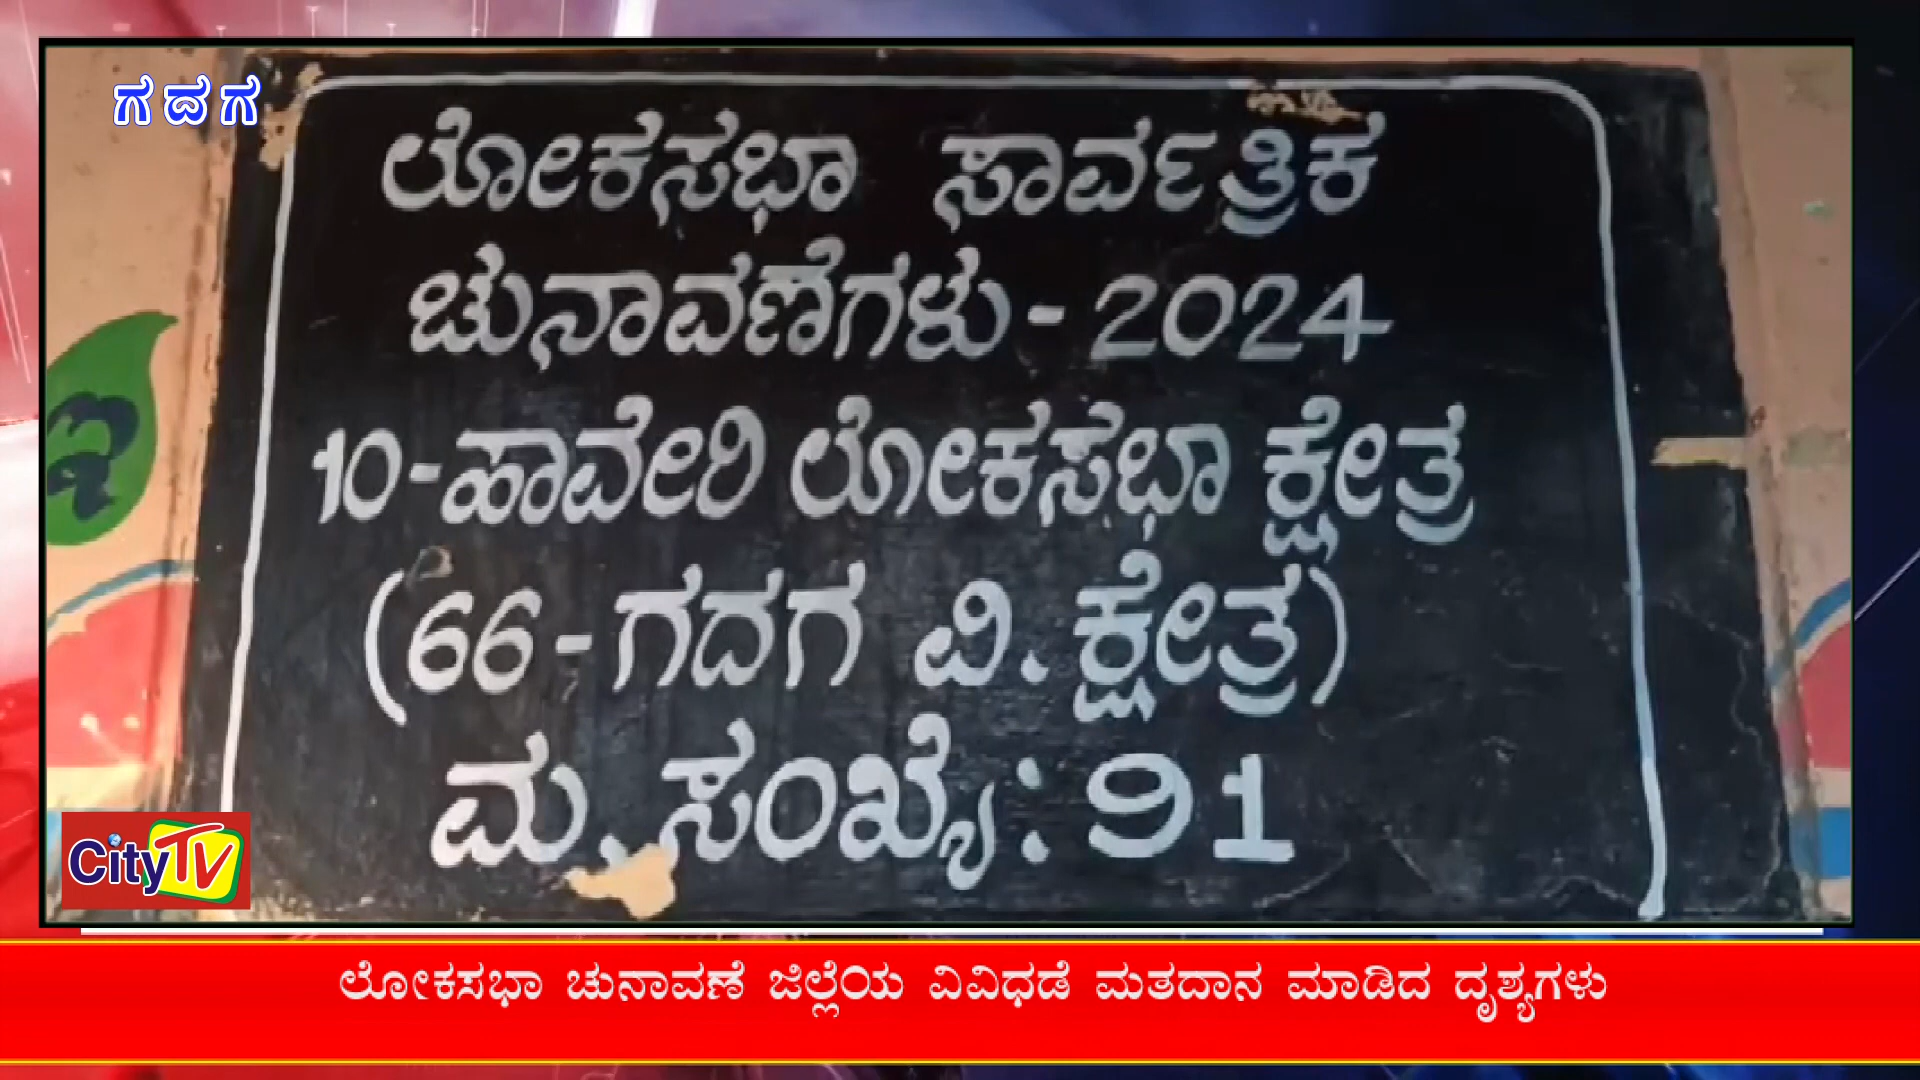 ಗದಗ
ಲೋಕಸಭಾ ಸಾರ್ವತ್ರಿಕ
ಚುನಾವಣೆಗಳು - 2024
10-ಹಾವೇರಿ ಲೋಕಸಭಾ ಕ್ಷೇತ್ರ
(66-ಗದಗ ವಿ. ಕ್ಷೇತ್ರ)
ಮ. ಸಂಖ್ಯೆ: 91
CityTV
ಲೋಕಸಭಾ ಚುನಾವಣೆ ಜಿಲ್ಲೆಯ ವಿವಿಧಡೆ ಮತದಾನ ಮಾಡಿದ ದೃಶ್ಯಗಳು